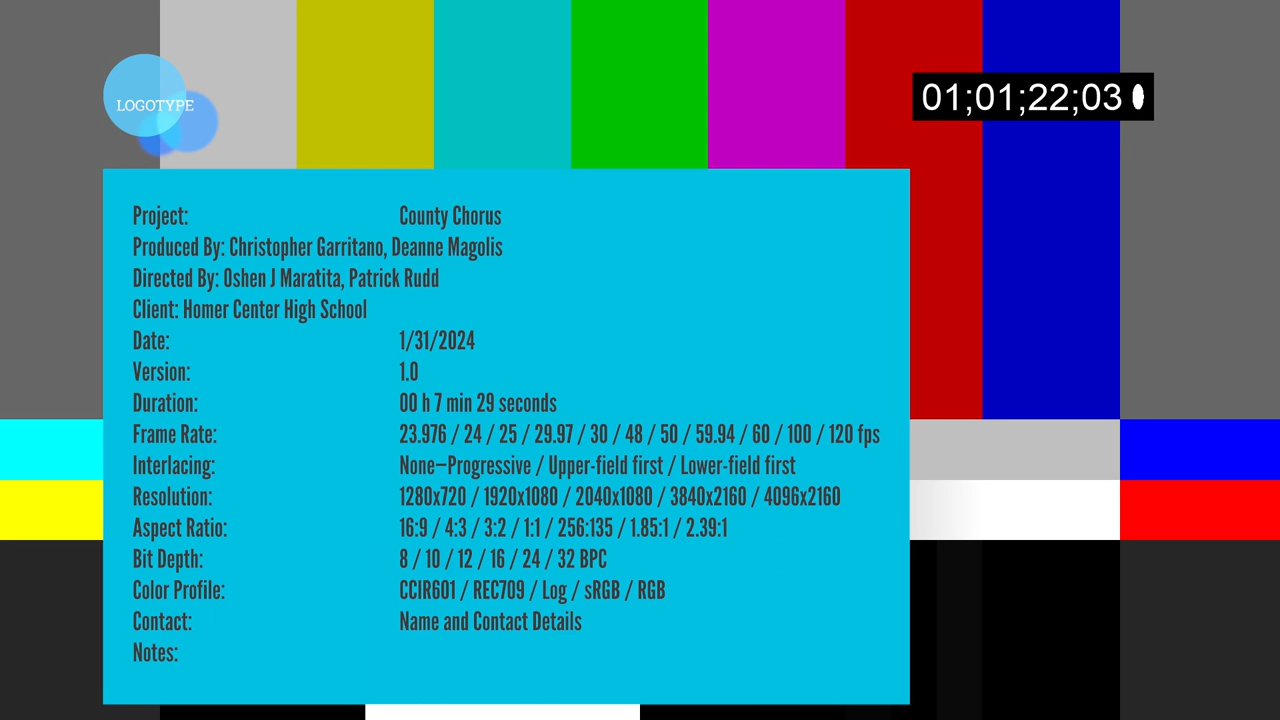 LOGOTYPE
01;01;22;03
Project: County Chorus
Produced By: Christopher Garritano, Deanne Magolis
Directed By: Oshen J Maratita, Patrick Rudd
Client: Homer Center High School
Date: 1/31/2024
Version: 1.0
Duration: 00 h 7 min 29 seconds
Frame Rate: 23.976 / 24 / 25 / 29.97 / 30 / 48 / 50 / 59.94 / 60 / 100 / 120 fps
Interlacing: None–Progressive / Upper-field first / Lower-field first
Resolution: 1280x720 / 1920x1080 / 2040x1080 / 3840x2160 / 4096x2160
Aspect Ratio: 16:9 / 4:3 / 3:2 / 1:1 / 256:135 / 1.85:1 / 2.39:1
Bit Depth: 8 / 10 / 12 / 16 / 24 / 32 BPC
Color Profile: CCIR601 / REC709 / Log / sRGB / RGB
Contact: Name and Contact Details
Notes: